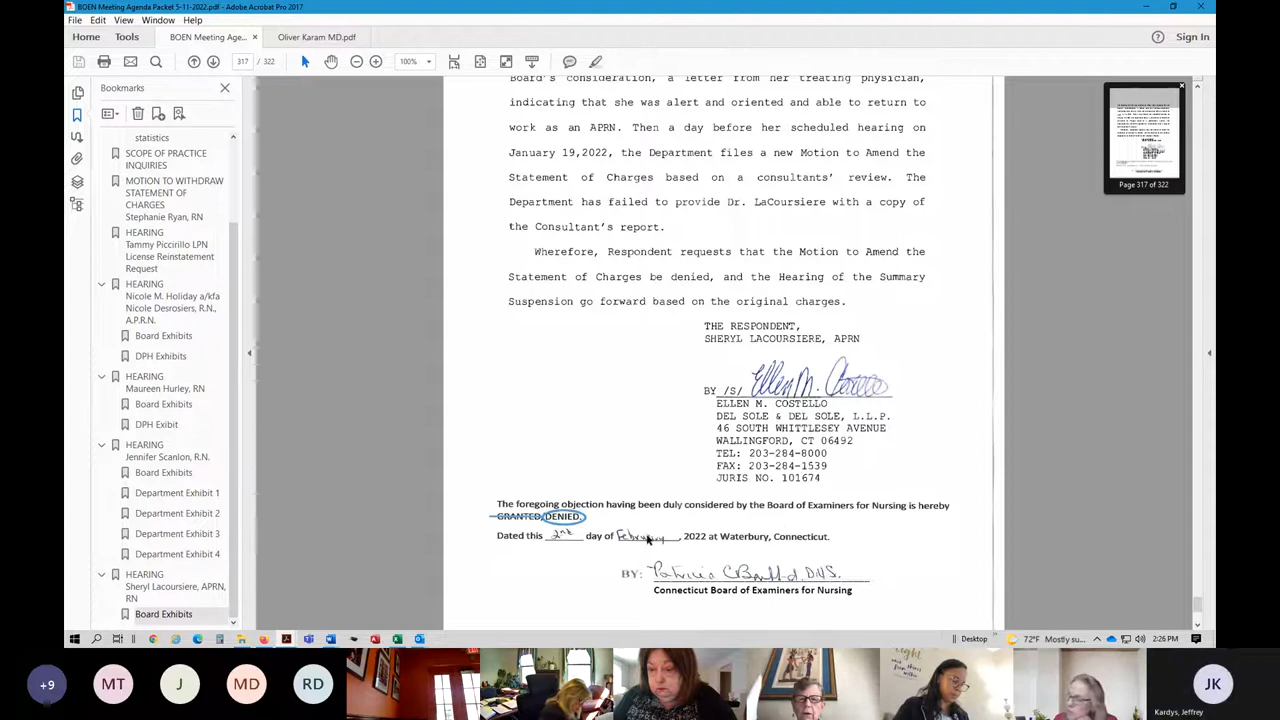 BOEN Meeting Agenda Packet 5-11-2022.pdf - Adobe Acrobat Pro 2017
File Edit View Window Help
Home Tools BOEN Meeting Age... × Oliver Karam MD.pdf Sign In
317 / 322 100%
Bookmarks
statistics
SCOPE OF PRACTICE
INQUIRIES
MOTION TO WITHDRAW
STATEMENT OF
CHARGES
Stephanie Ryan, RN
HEARING
Tammy Piccirillo LPN
License Reinstatement
Request
HEARING
Nicole M. Holiday a/kfa
Nicole Desrosiers, R.N.,
A.P.R.N.
Board Exhibits
DPH Exhibits
HEARING
Maureen Hurley, RN
Board Exhibits
DPH Exibit
HEARING
Jennifer Scanlon, R.N.
Board Exhibits
Department Exhibit 1
Department Exhibit 2
Department Exhibit 3
Department Exhibit 4
HEARING
Sheryl Lacoursiere, APRN,
RN
Board Exhibits
Board's consideration, a letter from her treating physician,
indicating that she was alert and oriented and able to return to
work as an APRN. Then a day before her scheduled hearing on
January 19,2022, the Department files a new Motion to Amend the
Statement of Charges based on a consultants' review. The
Department has failed to provide Dr. LaCoursiere with a copy of
the Consultant's report.
Wherefore, Respondent requests that the Motion to Amend the
Statement of Charges be denied, and the Hearing of the Summary
Suspension go forward based on the original charges.
THE RESPONDENT,
SHERYL LACOURSIERE, APRN
BY /S/ Ellen M. Costello
ELLEN M. COSTELLO
DEL SOLE & DEL SOLE, L.L.P.
46 SOUTH WHITTLESEY AVENUE
WALLINGFORD, CT 06492
TEL: 203-284-8000
FAX: 203-284-1539
JURIS NO. 101674
The foregoing objection having been duly considered by the Board of Examiners for Nursing is hereby
GRANTED/DENIED.
Dated this 2nd day of February, 2022 at Waterbury, Connecticut.
BY: Patricia C. D.N.S.
Connecticut Board of Examiners for Nursing
Page 317 of 322
Desktop 72°F Mostly su... 2:26 PM
+9 MT J MD RD JK
Kardys, Jeffrey